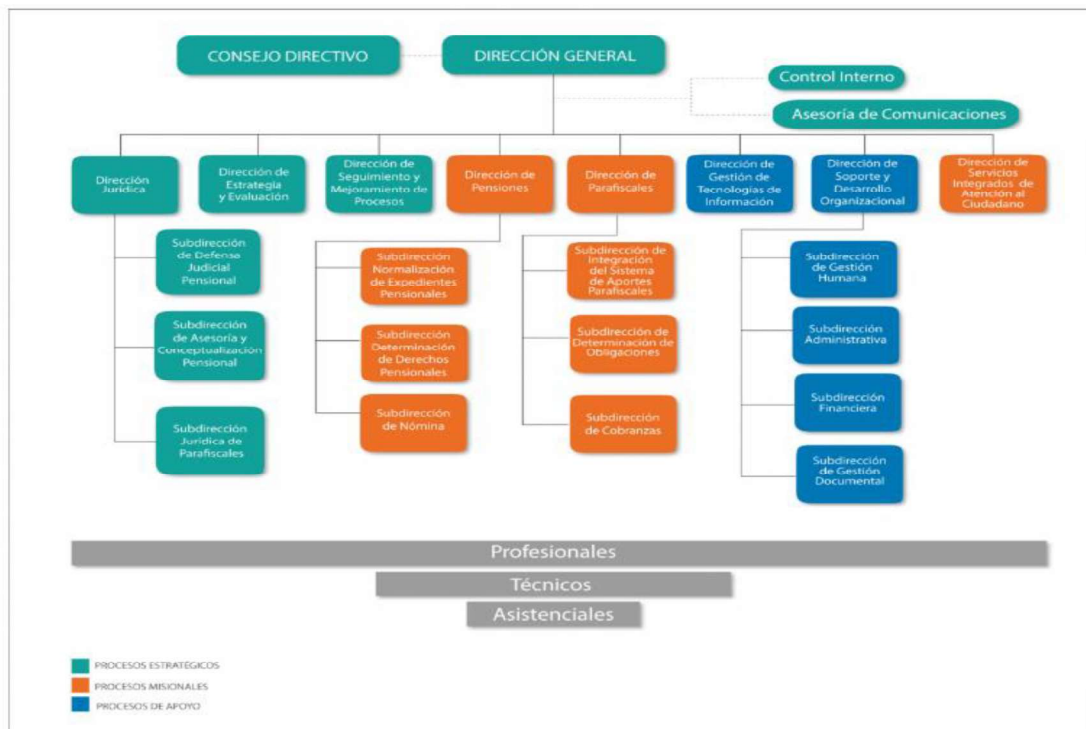 CONSEJO DIRECTIVO
DIRECCIÓN GENERAL
Control Interno
Asesoría de Comunicaciones
Dirección
Jurídica
Dirección de
Estrategia
y Evaluación
Dirección de
Seguimiento y
Mejoramiento de
Procesos
Dirección de
Pensiones
Dirección de
Parafiscales
Dirección de
Gestión de
Tecnologías de
Información
Dirección de
Soporte y
Desarrollo
Organizacional
Dirección de
Servicios
Integrados de
Atención al
Ciudadano
Subdirección
de Defensa
Judicial
Pensional
Subdirección
de Asesoría y
Conceptualización
Pensional
Subdirección
Jurídica de
Parafiscales
Subdirección
Normalización
de Expedientes
Pensionales
Subdirección
Determinación
de Derechos
Pensionales
Subdirección
de Nómina
Subdirección de
Integración
del Sistema
de Aportes
Parafiscales
Subdirección de
Determinación de
Obligaciones
Subdirección
de Cobranzas
Subdirección
de Gestión
Humana
Subdirección
Administrativa
Subdirección
Financiera
Subdirección
de Gestión
Documental
Profesionales
Técnicos
Asistenciales
PROCESOS ESTRATÉGICOS
PROCESOS MISIONALES
PROCESOS DE APOYO